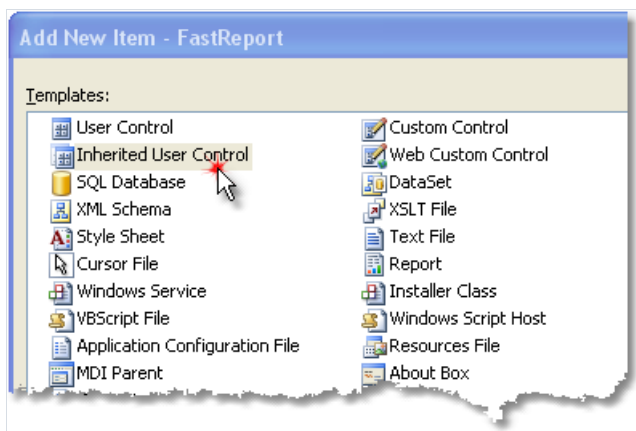 Add New Item - FastReport
Templates:
User Control
Custom Control
Inherited User Control
Web Custom Control
SQL Database
DataSet
XML Schema
XSLT File
Style Sheet
Text File
Cursor File
Report
Windows Service
Installer Class
VBScript File
Windows Script Host
Application Configuration File
Resources File
MDI Parent
About Box